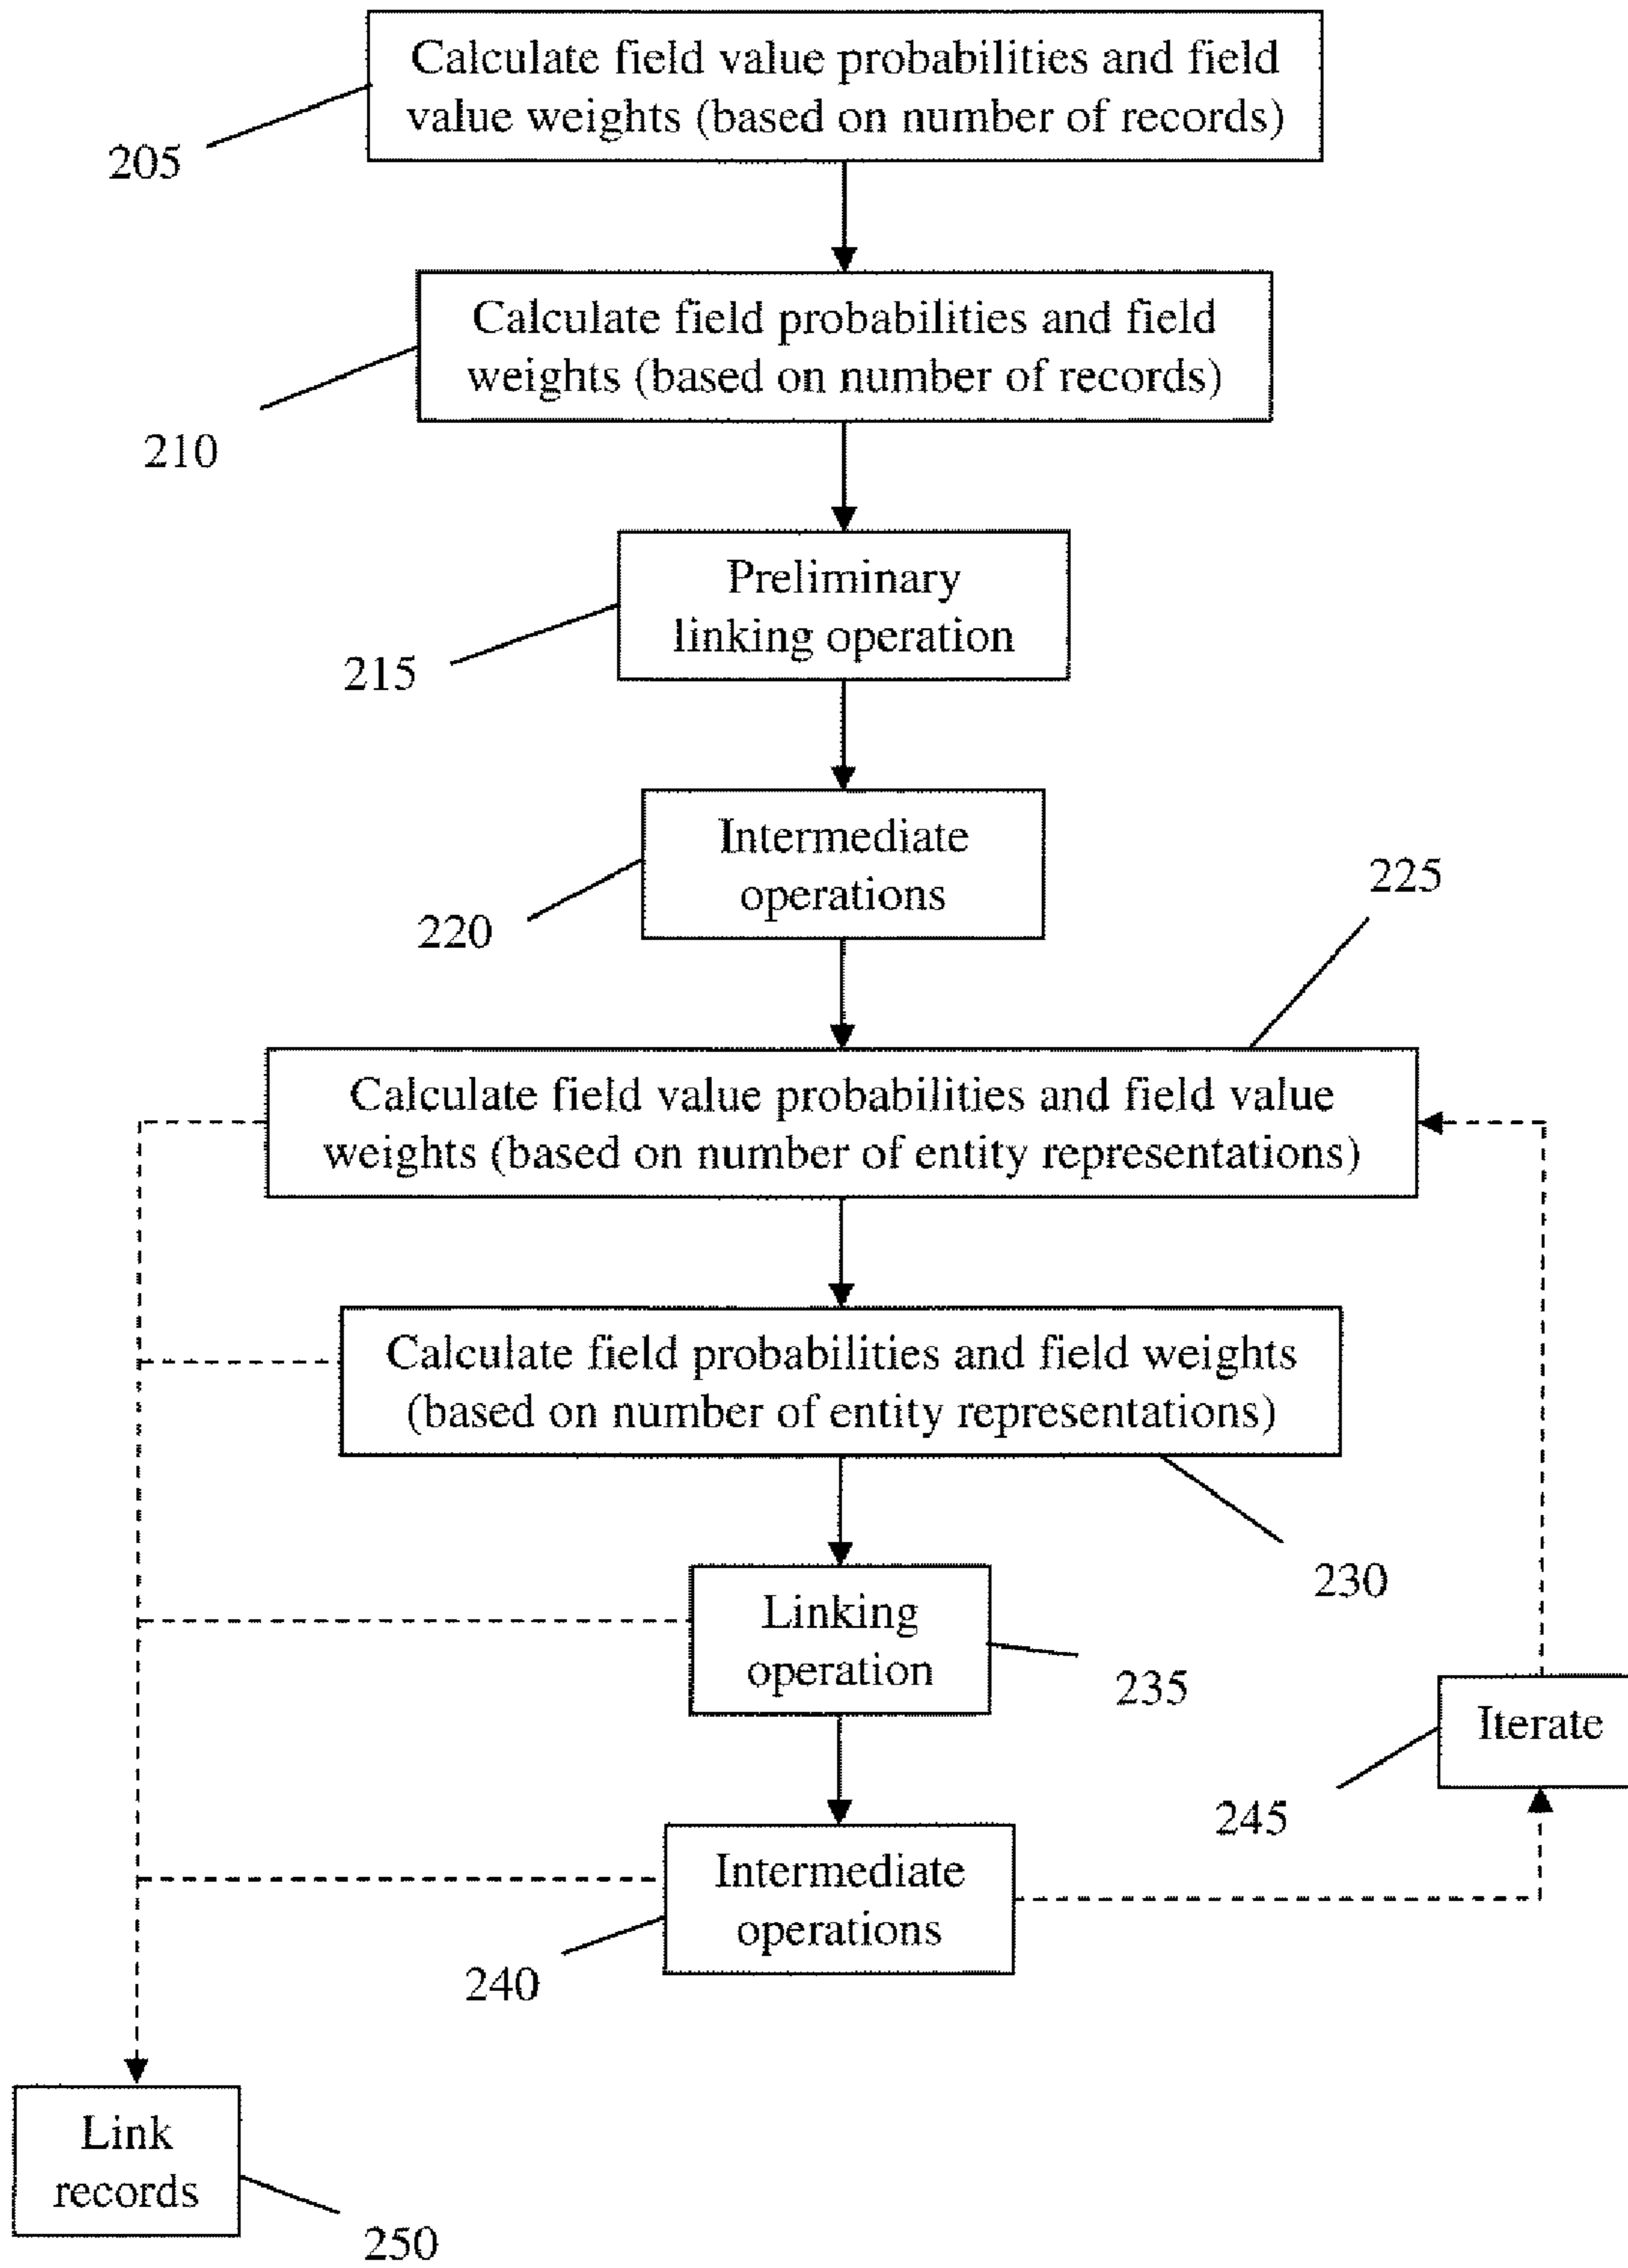 Calculate field value probabilities and field
value weights (based on number of records)
205
Calculate field probabilities and field
weights (based on number of records)
210
Preliminary
linking operation
215
Intermediate
operations
220
225
Calculate field value probabilities and field value
weights (based on number of entity representations)
Calculate field probabilities and field weights
(based on number of entity representations)
230
Linking
operation
235
Iterate
245
Intermediate
operations
240
Link
records
250